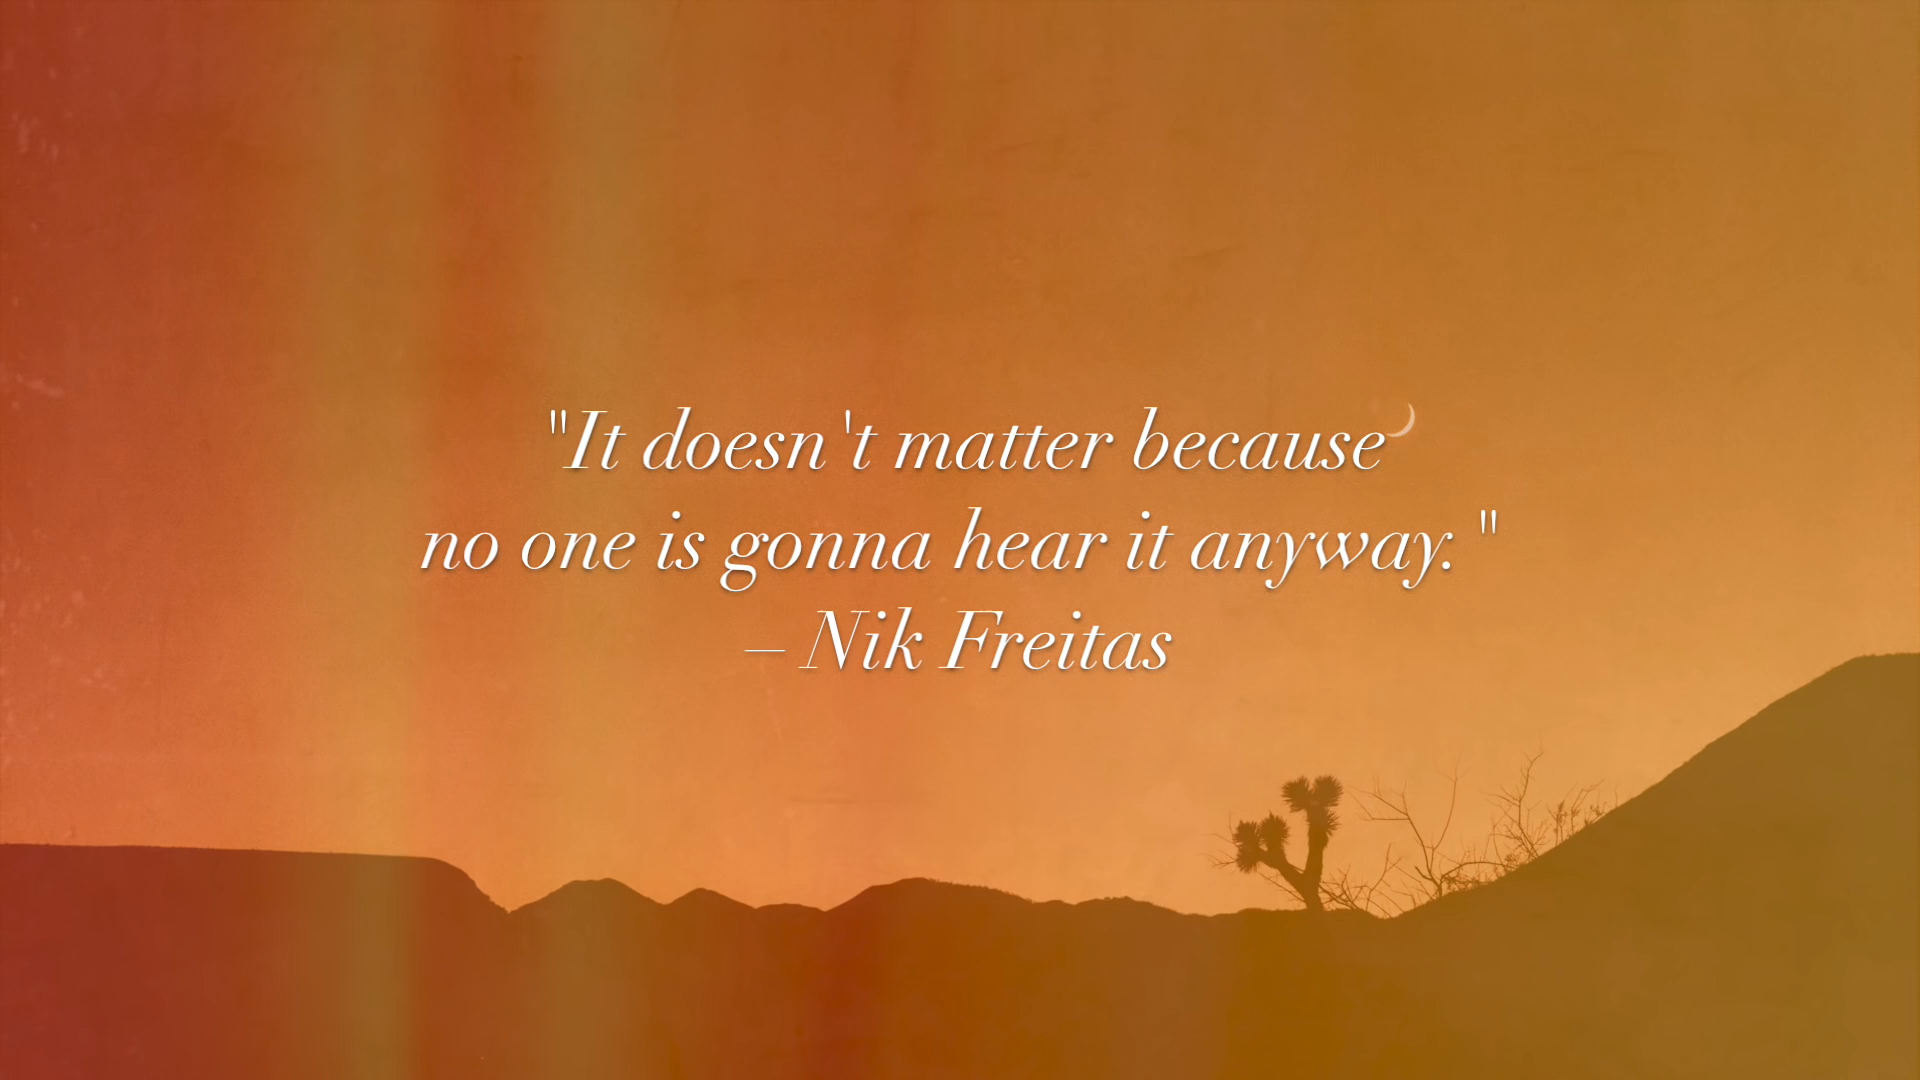 "It doesn't matter because
no one is gonna hear it anyway."
– Nik Freitas